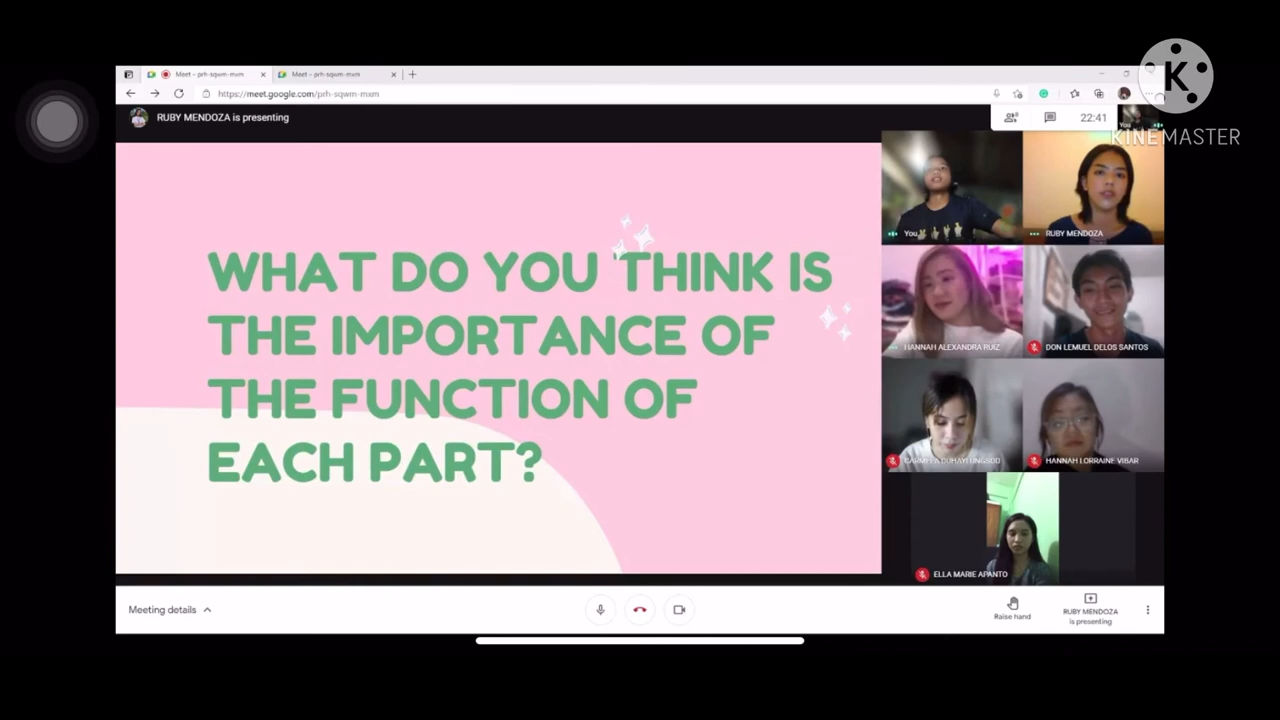 Meet - prh-sqwm-mxm
Meet - prh-sqwm-mxm
https://meet.google.com/prh-sqwm-mxm
K
KINEMASTER
RUBY MENDOZA is presenting
22:41
You
WHAT DO YOU THINK IS
THE IMPORTANCE OF
THE FUNCTION OF
EACH PART?
You
RUBY MENDOZA
HANNAH ALEXANDRA RUIZ
DON LEMUEL DELOS SANTOS
HANNAH LORRAINE VIBAR
ELLA MARIE APANTO
Meeting details
Raise hand
RUBY MENDOZA
is presenting